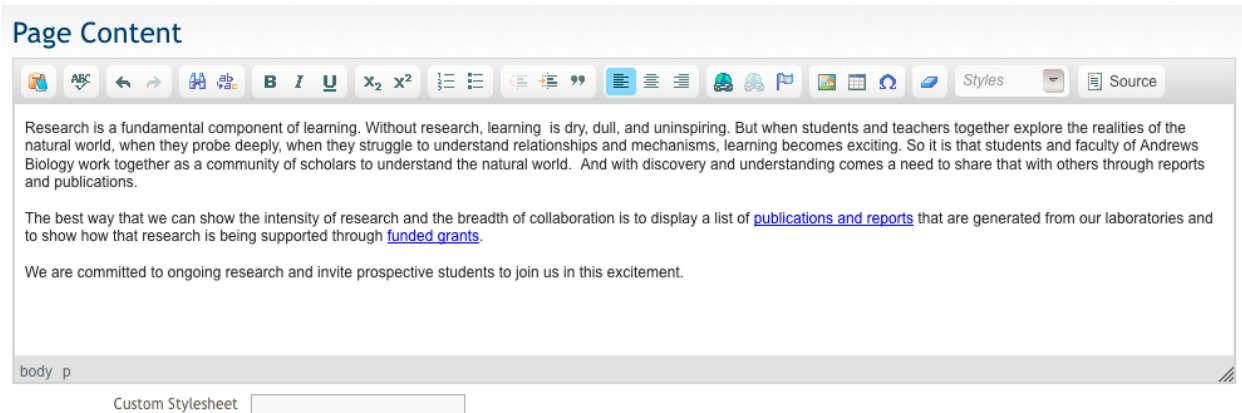 Page Content
ABC
ab
ac
B I U X₂ X² Ω Styles Source
Research is a fundamental component of learning. Without research, learning  is dry, dull, and uninspiring. But when students and teachers together explore the realities of the
natural world, when they probe deeply, when they struggle to understand relationships and mechanisms, learning becomes exciting. So it is that students and faculty of Andrews
Biology work together as a community of scholars to understand the natural world.  And with discovery and understanding comes a need to share that with others through reports
and publications.
The best way that we can show the intensity of research and the breadth of collaboration is to display a list of publications and reports that are generated from our laboratories and
to show how that research is being supported through funded grants.
We are committed to ongoing research and invite prospective students to join us in this excitement.
body p
Custom Stylesheet